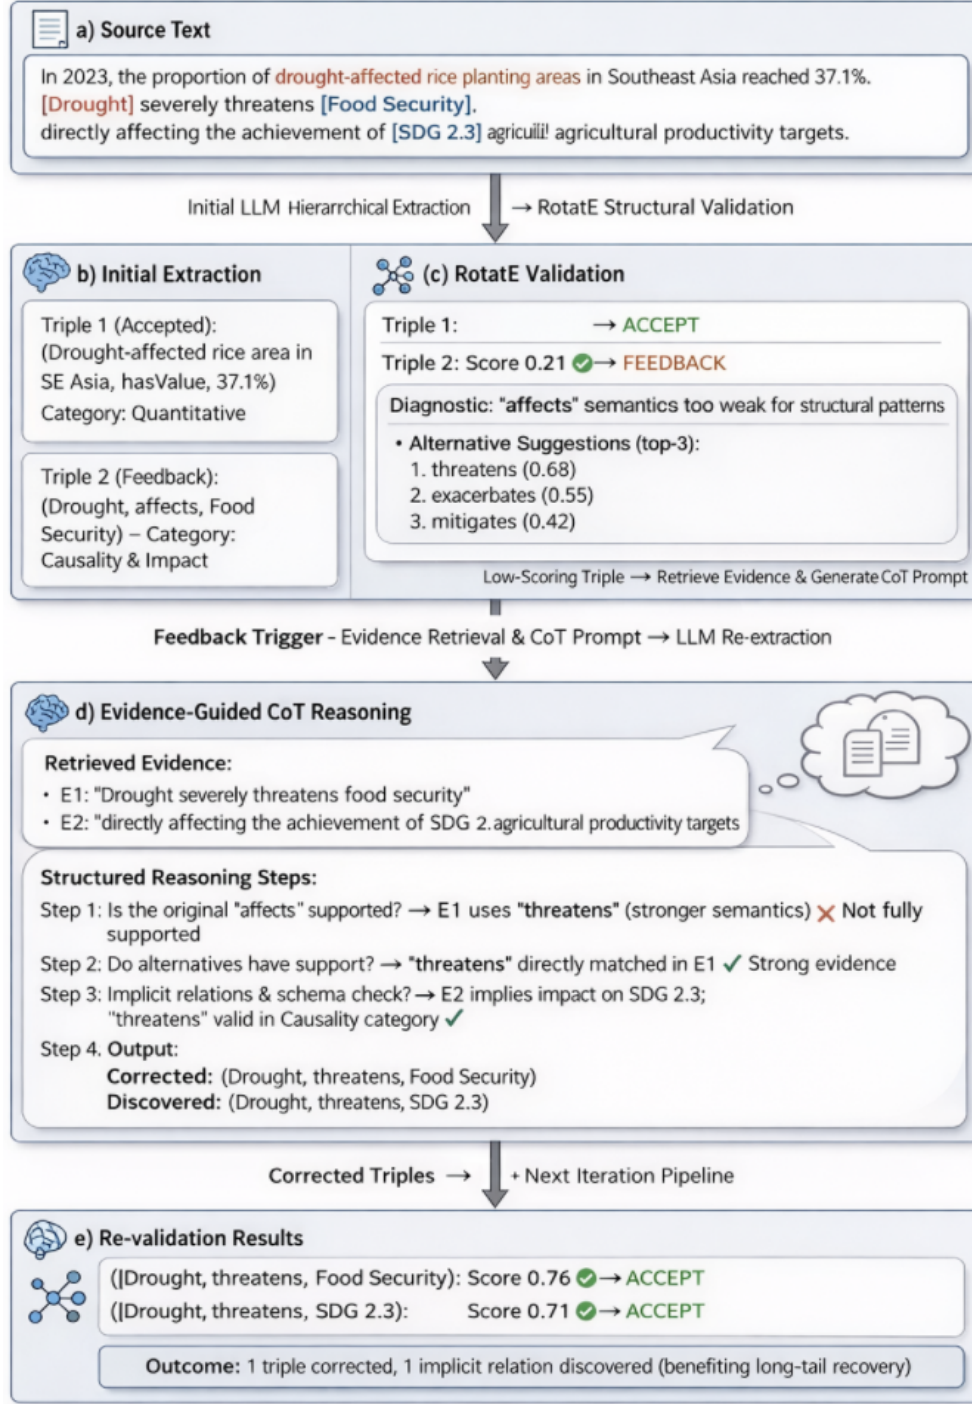 a) Source Text
In 2023, the proportion of drought-affected rice planting areas in Southeast Asia reached 37.1%.
[Drought] severely threatens [Food Security],
directly affecting the achievement of [SDG 2.3] agricultural productivity targets.
Initial LLM Hierarrchical Extraction → RotatE Structural Validation
b) Initial Extraction
Triple 1 (Accepted):
(Drought-affected rice area in
SE Asia, hasValue, 37.1%)
Category: Quantitative
Triple 2 (Feedback):
(Drought, affects, Food
Security) – Category:
Causality & Impact
(c) RotatE Validation
Triple 1: → ACCEPT
Triple 2: Score 0.21 → FEEDBACK
Diagnostic: "affects" semantics too weak for structural patterns
• Alternative Suggestions (top-3):
1. threatens (0.68)
2. exacerbates (0.55)
3. mitigates (0.42)
Low-Scoring Triple → Retrieve Evidence & Generate CoT Prompt
Feedback Trigger – Evidence Retrieval & CoT Prompt → LLM Re-extraction
d) Evidence-Guided CoT Reasoning
Retrieved Evidence:
• E1: "Drought severely threatens food security"
• E2: "directly affecting the achievement of SDG 2.agricultural productivity targets
Structured Reasoning Steps:
Step 1: Is the original "affects" supported? → E1 uses "threatens" (stronger semantics) ✗ Not fully
supported
Step 2: Do alternatives have support? → "threatens" directly matched in E1 ✓ Strong evidence
Step 3: Implicit relations & schema check? → E2 implies impact on SDG 2.3;
"threatens" valid in Causality category ✓
Step 4. Output:
Corrected: (Drought, threatens, Food Security)
Discovered: (Drought, threatens, SDG 2.3)
Corrected Triples → + Next Iteration Pipeline
e) Re-validation Results
(|Drought, threatens, Food Security): Score 0.76 → ACCEPT
(|Drought, threatens, SDG 2.3): Score 0.71 → ACCEPT
Outcome: 1 triple corrected, 1 implicit relation discovered (benefiting long-tail recovery)